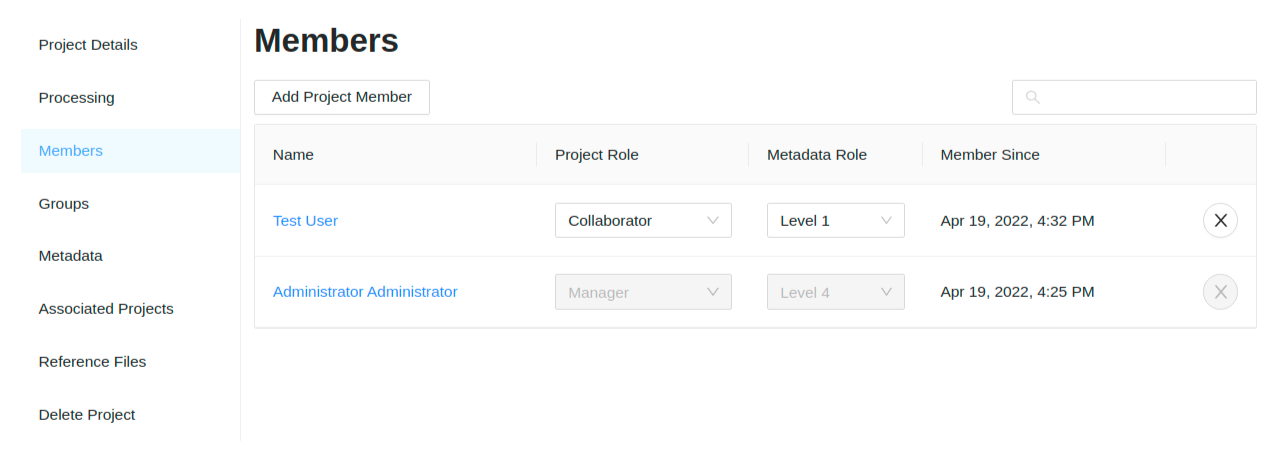 Project Details
Processing
Members
Groups
Metadata
Associated Projects
Reference Files
Delete Project
Members
Add Project Member
Name Project Role Metadata Role Member Since
Test User Collaborator Level 1 Apr 19, 2022, 4:32 PM
Administrator Administrator Manager Level 4 Apr 19, 2022, 4:25 PM